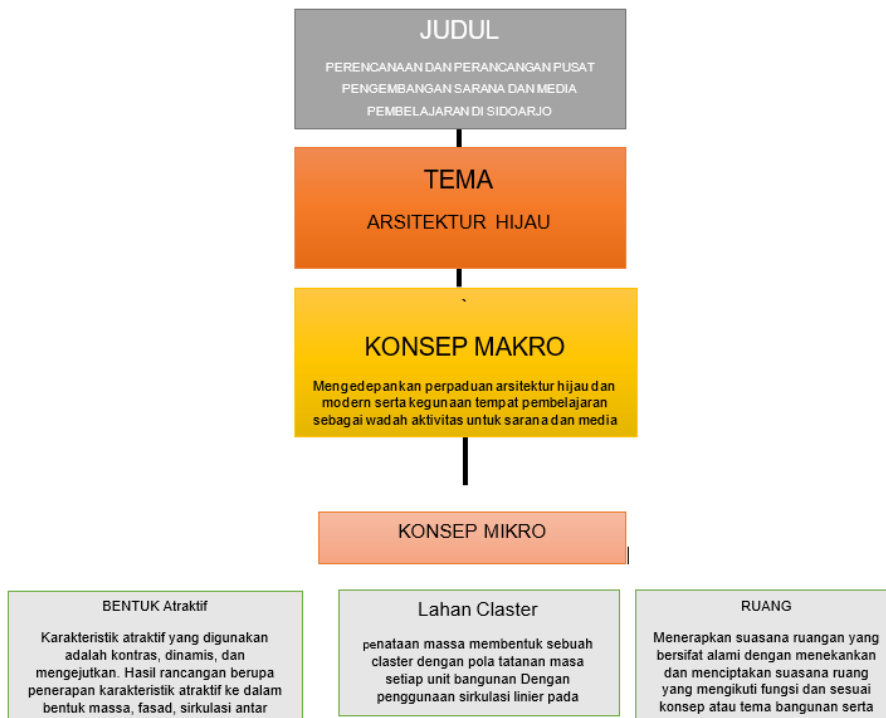 JUDUL
PERENCANAAN DAN PERANCANGAN PUSAT
PENGEMBANGAN SARANA DAN MEDIA
PEMBELAJARAN DI SIDOARJO
TEMA
ARSITEKTUR HIJAU
`
KONSEP MAKRO
Mengedepankan perpaduan arsitektur hijau dan
modern serta kegunaan tempat pembelajaran
sebagai wadah aktivitas untuk sarana dan media
KONSEP MIKRO
BENTUK Atraktif
Karakteristik atraktif yang digunakan
adalah kontras, dinamis, dan
mengejutkan. Hasil rancangan berupa
penerapan karakteristik atraktif ke dalam
bentuk massa, fasad, sirkulasi antar
Lahan Claster
penataan massa membentuk sebuah
claster dengan pola tatanan masa
setiap unit bangunan Dengan
penggunaan sirkulasi linier pada
RUANG
Menerapkan suasana ruangan yang
bersifat alami dengan menekankan
dan menciptakan suasana ruang
yang mengikuti fungsi dan sesuai
konsep atau tema bangunan serta